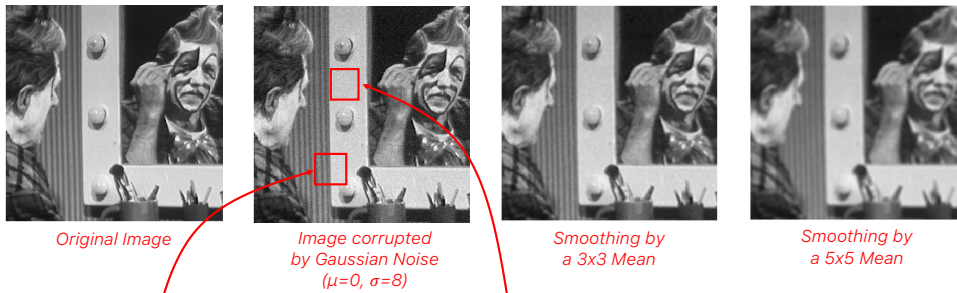 Original Image
Image corrupted
by Gaussian Noise
(μ=0, σ=8)
Smoothing by
a 3x3 Mean
Smoothing by
a 5x5 Mean